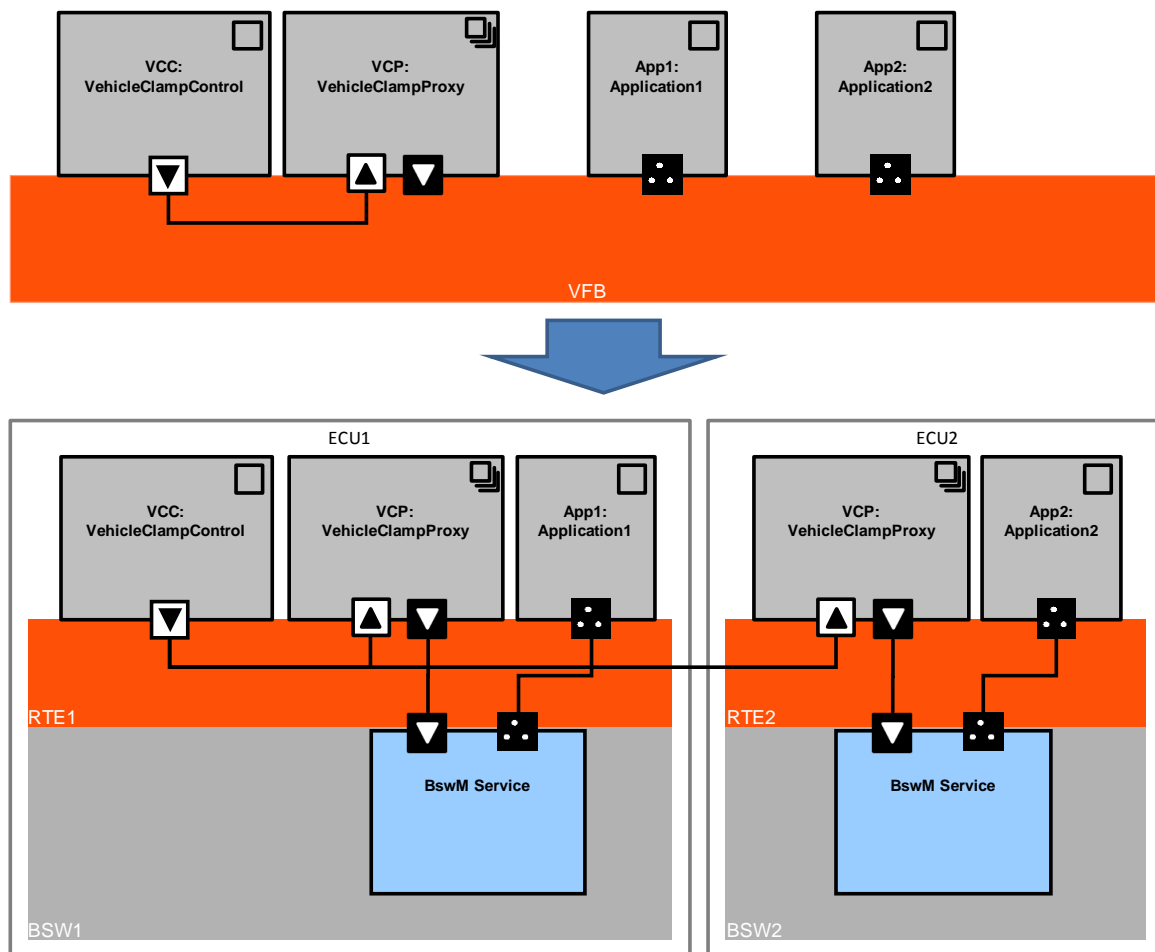 VCC:
VehicleClampControl
VCP:
VehicleClampProxy
App1:
Application1
App2:
Application2
VFB
ECU1
ECU2
VCC:
VehicleClampControl
VCP:
VehicleClampProxy
App1:
Application1
VCP:
VehicleClampProxy
App2:
Application2
RTE1
RTE2
BswM Service
BswM Service
BSW1
BSW2